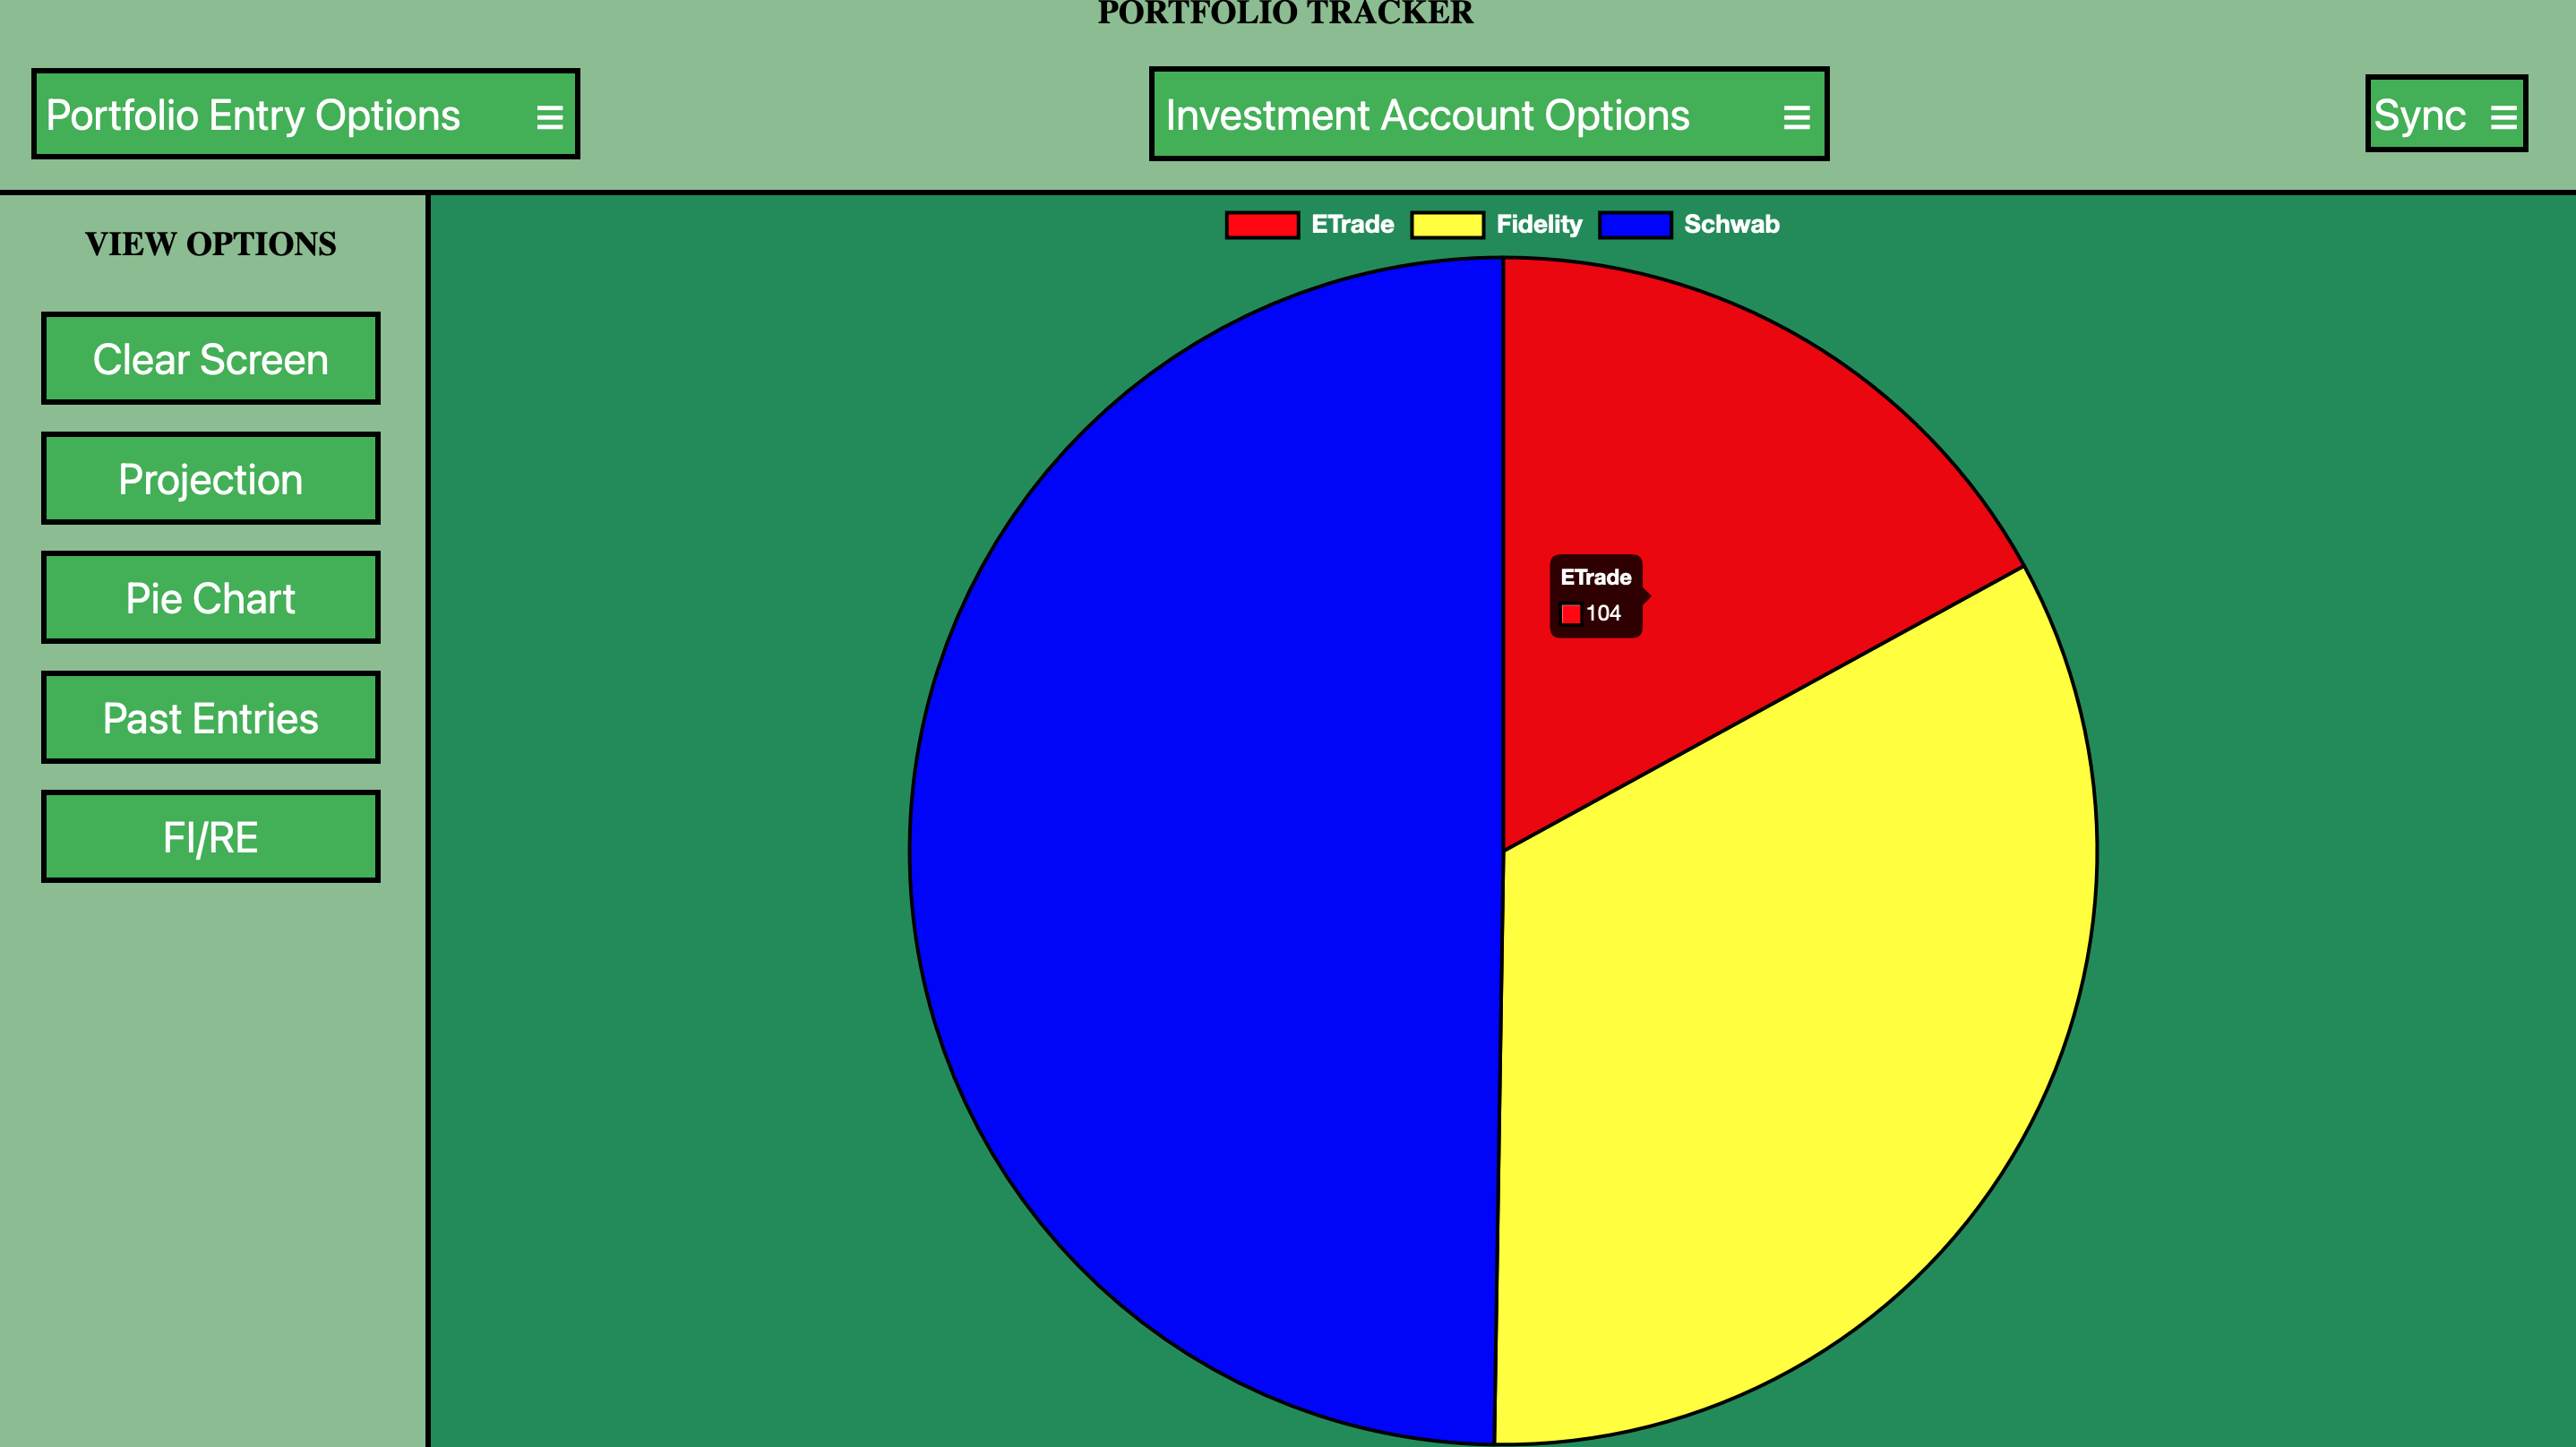 PORTFOLIO TRACKER
Portfolio Entry Options
Investment Account Options
Sync
VIEW OPTIONS
Clear Screen
Projection
Pie Chart
Past Entries
FI/RE
ETrade Fidelity Schwab
ETrade
104